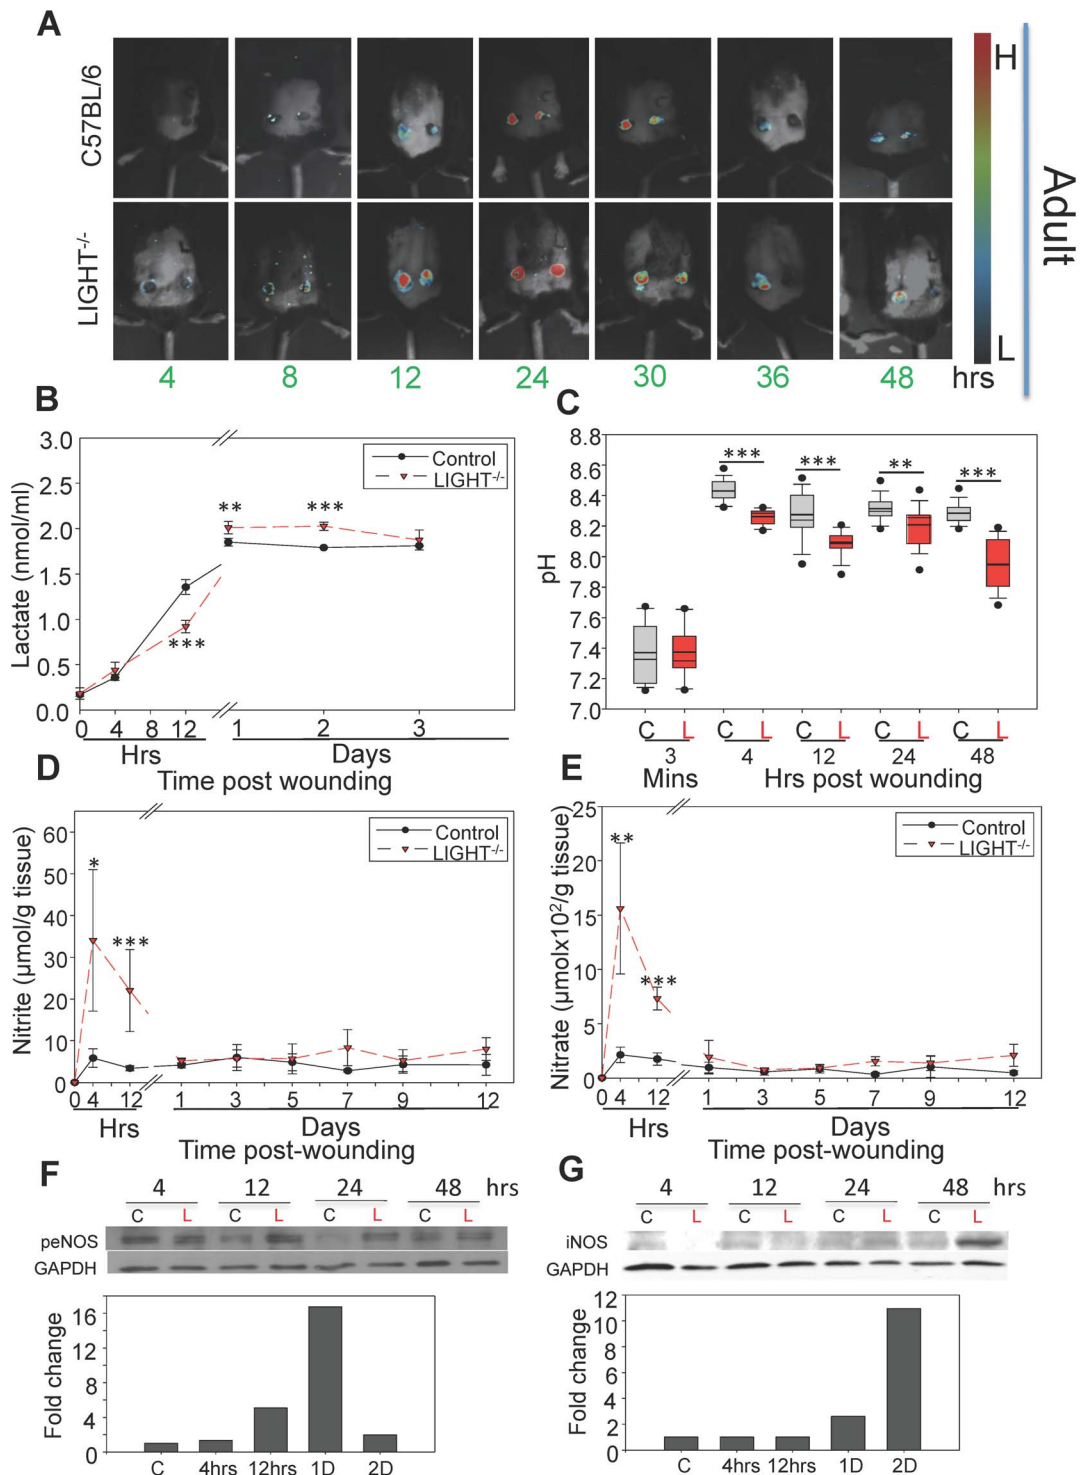 A
C57BL/6
LIGHT-/-
H
L
Adult
4 8 12 24 30 36 48 hrs
B
3.0
2.5
2.0
1.5
1.0
0.5
0.0
Lactate (nmol/ml)
Control
LIGHT-/-
** ***
***
0 4 8 12 1 2 3
Hrs Days
Time post wounding
C
8.8
8.6
8.4
8.2
8.0
7.8
7.6
7.4
7.2
7.0
pH
*** *** ** ***
C L C L C L C L C L
3 4 12 24 48
Mins Hrs post wounding
D
60
50
40
30
20
10
0
Nitrite (µmol/g tissue)
Control
LIGHT-/-
*
***
0 4 12 1 3 5 7 9 12
Hrs Days
Time post-wounding
E
25
20
15
10
5
0
Nitrate (µmolx10²/g tissue)
Control
LIGHT-/-
**
***
0 4 12 1 3 5 7 9 12
Hrs Days
Time post-wounding
F
4 12 24 48 hrs
C L C L C L C L
peNOS
GAPDH
16
12
8
4
0
Fold change
C 4hrs 12hrs 1D 2D
G
4 12 24 48 hrs
C L C L C L C L
iNOS
GAPDH
12
10
8
6
4
2
0
Fold change
C 4hrs 12hrs 1D 2D